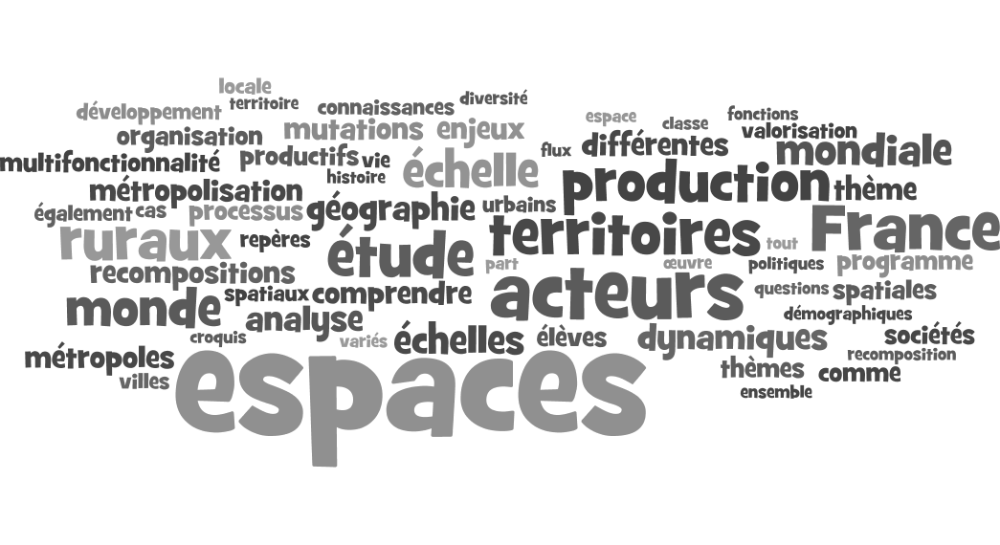 locale
développement territoire connaissances diversité
organisation mutations enjeux espace classe fonctions
valorisation
multifonctionnalité productifs vie échelle flux différentes mondiale
histoire
métropolisation production thème
également cas processus géographie urbains
ruraux repères étude territoires tout France
recompositions part œuvre politiques programme
monde spatiaux comprendre acteurs questions spatiales
analyse démographiques
croquis variés échelles élèves dynamiques sociétés
métropoles recomposition
thèmes comme
villes espaces ensemble